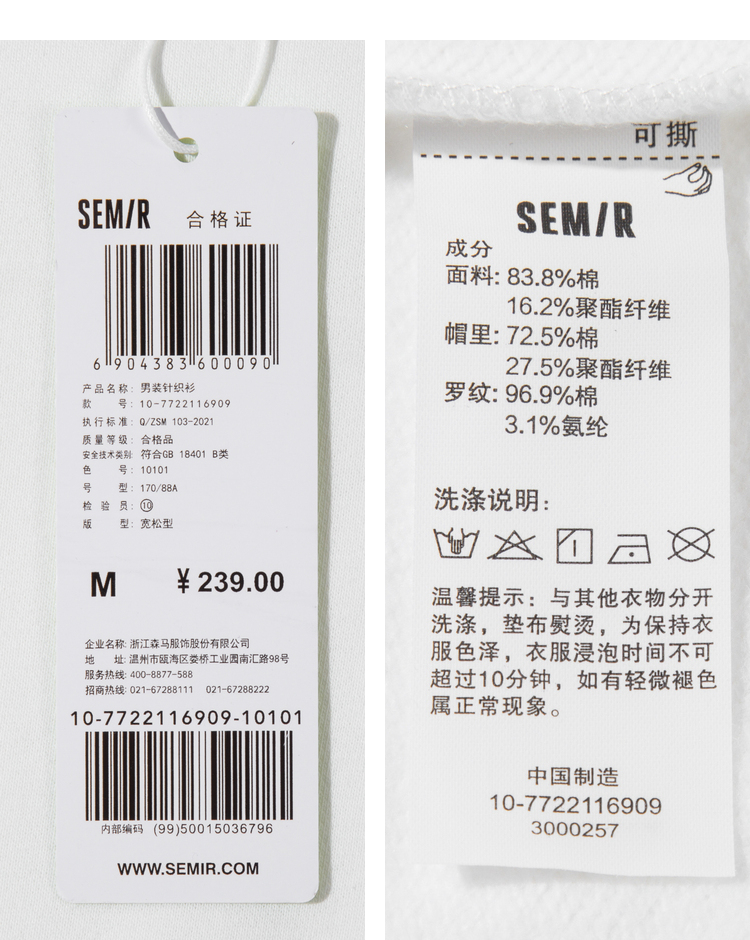 SEMIR 合格证
6 904383 600090
产品名称: 男装针织衫
款 号: 10-7722116909
执行标准: Q/ZSM 103-2021
质量等级: 合格品
安全技术类别: 符合GB 18401 B类
色 号: 10101
号 型: 170/88A
检 验 员: ⑩
版 型: 宽松型
M ¥239.00
企业名称: 浙江森马服饰股份有限公司
地 址: 温州市瓯海区娄桥工业园南汇路98号
服务热线: 400-8877-588
招商热线: 021-67288111 021-67288222
10-7722116909-10101
内部编码 (99)50015036796
WWW.SEMIR.COM
可撕
SEMIR
成分
面料: 83.8%棉
16.2%聚酯纤维
帽里: 72.5%棉
27.5%聚酯纤维
罗纹: 96.9%棉
3.1%氨纶
洗涤说明:
温馨提示: 与其他衣物分开
洗涤，垫布熨烫，为保持衣
服色泽，衣服浸泡时间不可
超过10分钟，如有轻微褪色
属正常现象。
中国制造
10-7722116909
3000257